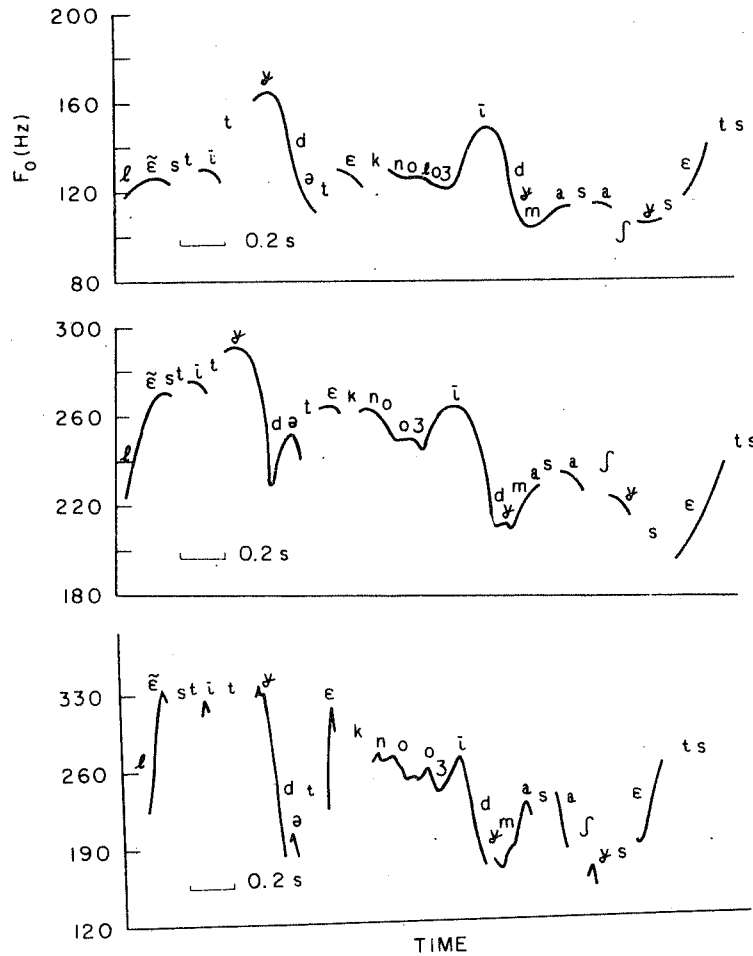 200
160
120
80
F₀ (Hz)
l ɛ̃ s t ī t y d ə t ɛ k n o l o ʒ ī d y m a s a ʃ y s ɛ t s
0.2 s
300
260
220
180
l ɛ̃ s t ī t y d ə t ɛ k n o o ʒ ī d y m a s a ʃ y s ɛ t s
0.2 s
330
260
190
120
l ɛ̃ s t ī t y d ə t ɛ k n o o ʒ ī d y m a s a ʃ y s ɛ t s
0.2 s
TIME